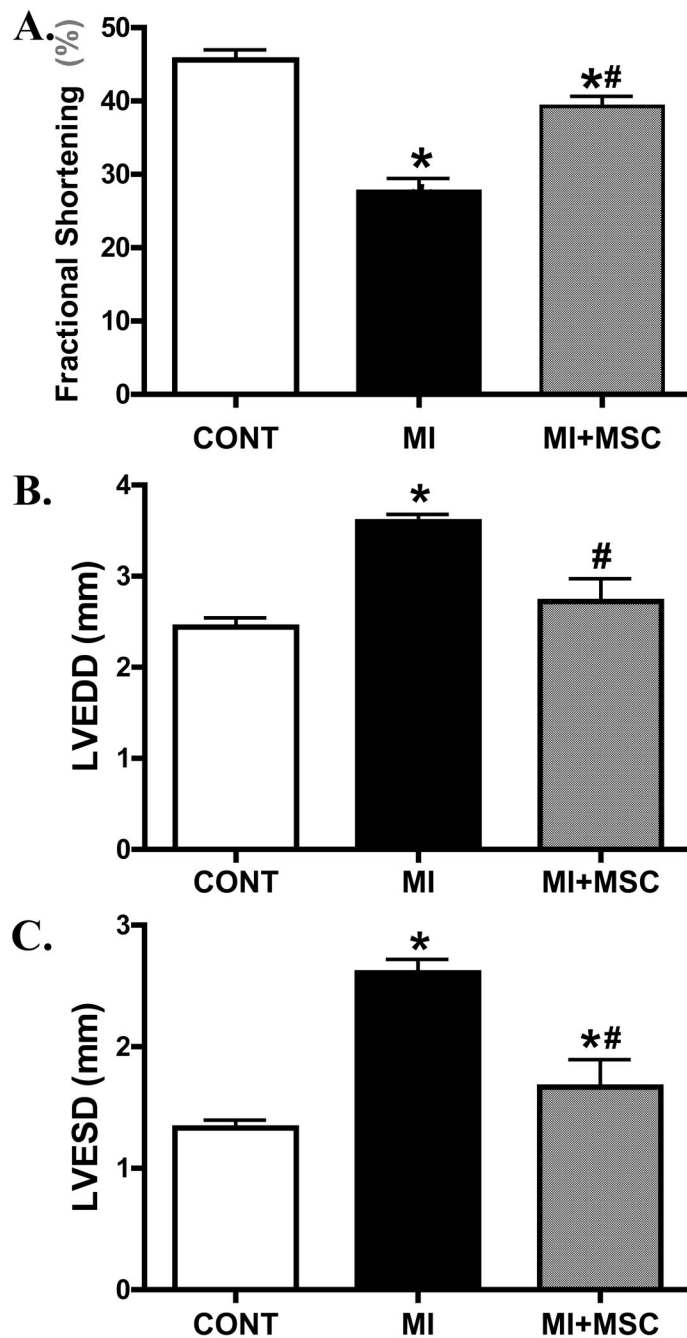 A.
Fractional Shortening (%)
50
40
30
20
10
0
*
*#
CONT MI MI+MSC
B.
LVEDD (mm)
4
3
2
1
0
*
#
CONT MI MI+MSC
C.
LVESD (mm)
3
2
1
0
*
*#
CONT MI MI+MSC